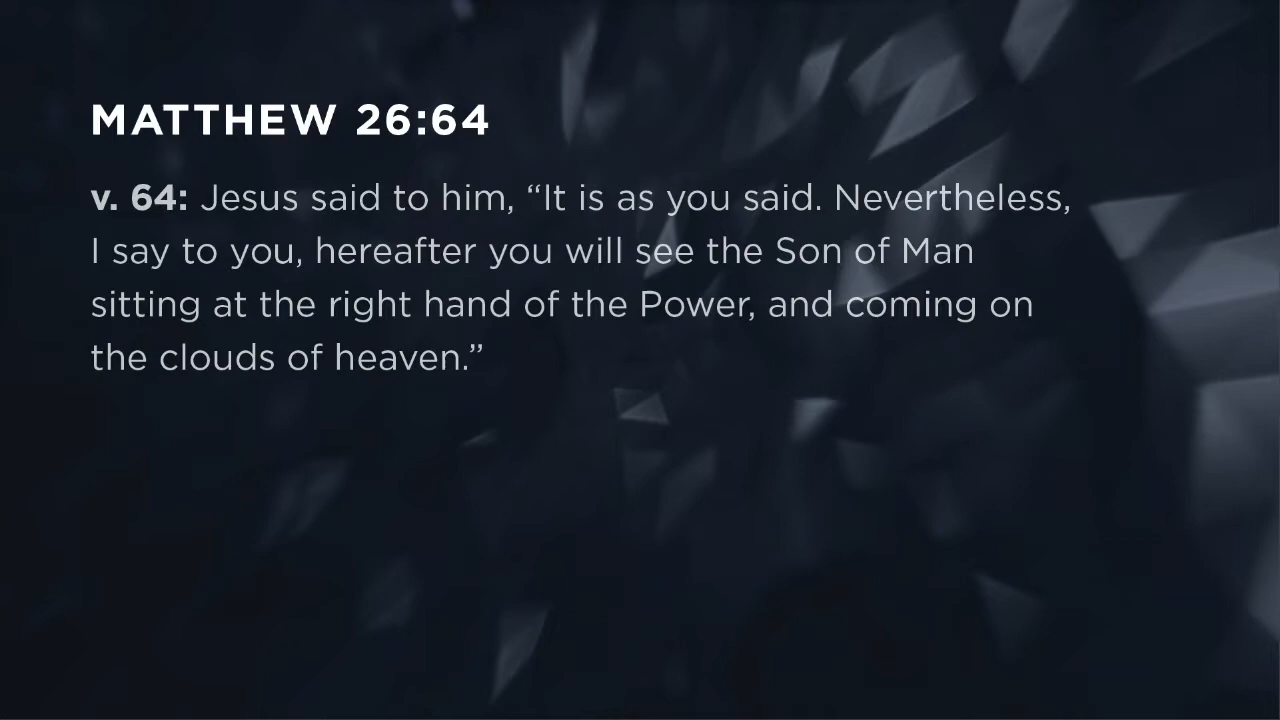 MATTHEW 26:64
v. 64: Jesus said to him, “It is as you said. Nevertheless,
I say to you, hereafter you will see the Son of Man
sitting at the right hand of the Power, and coming on
the clouds of heaven.”